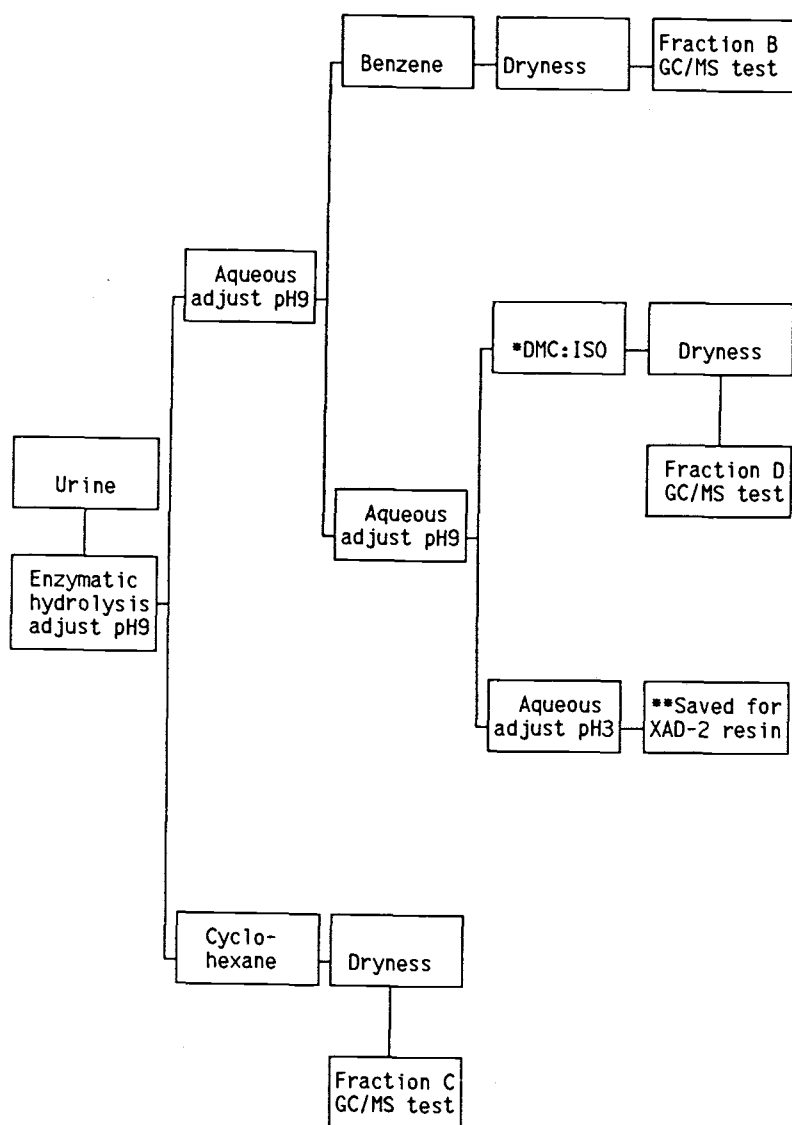 Benzene
Dryness
Fraction B
GC/MS test
Aqueous
adjust pH9
*DMC:ISO
Dryness
Fraction D
GC/MS test
Urine
Aqueous
adjust pH9
Enzymatic
hydrolysis
adjust pH9
Aqueous
adjust pH3
**Saved for
XAD-2 resin
Cyclo-
hexane
Dryness
Fraction C
GC/MS test